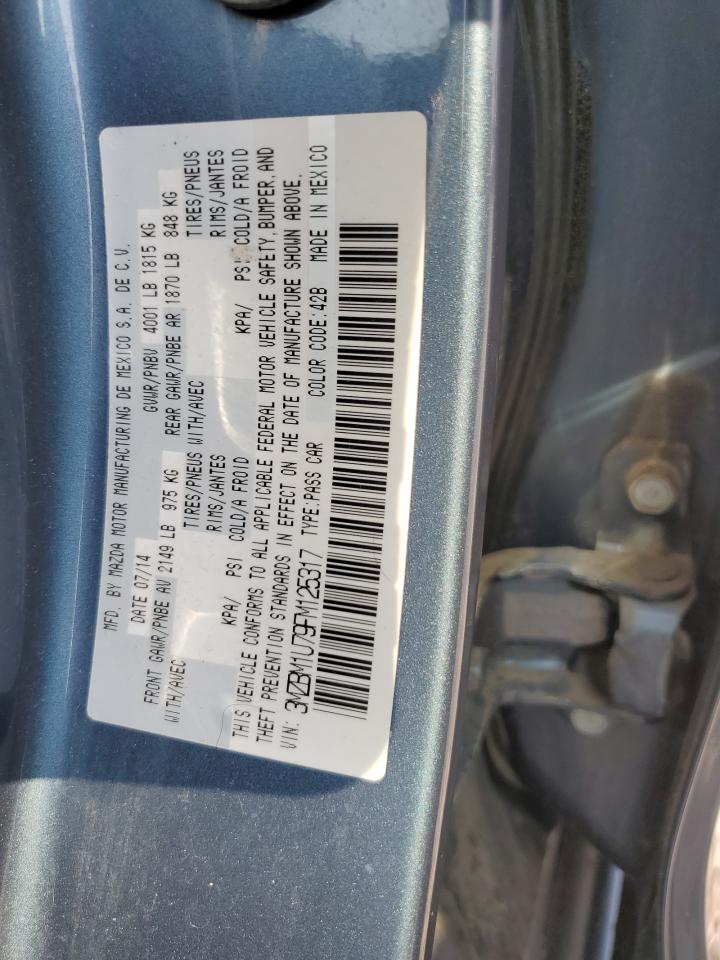 MFD. BY MAZDA MOTOR MANUFACTURING DE MEXICO S.A. DE C.V.
DATE 07/14 GVWR/PNBV 4001 LB 1815 KG
FRONT GAWR/PNBE AV 2149 LB 975 KG REAR GAWR/PNBE AR 1870 LB 848 KG
WITH/AVEC TIRES/PNEUS WITH/AVEC TIRES/PNEUS
RIMS/JANTES RIMS/JANTES
KPA/ PSI COLD/A FROID KPA/ PSI COLD/A FROID
THIS VEHICLE CONFORMS TO ALL APPLICABLE FEDERAL MOTOR VEHICLE SAFETY, BUMPER, AND
THEFT PREVENTION STANDARDS IN EFFECT ON THE DATE OF MANUFACTURE SHOWN ABOVE.
VIN: 3MZBM1U79FM125317 TYPE:PASS CAR COLOR CODE:42B MADE IN MEXICO